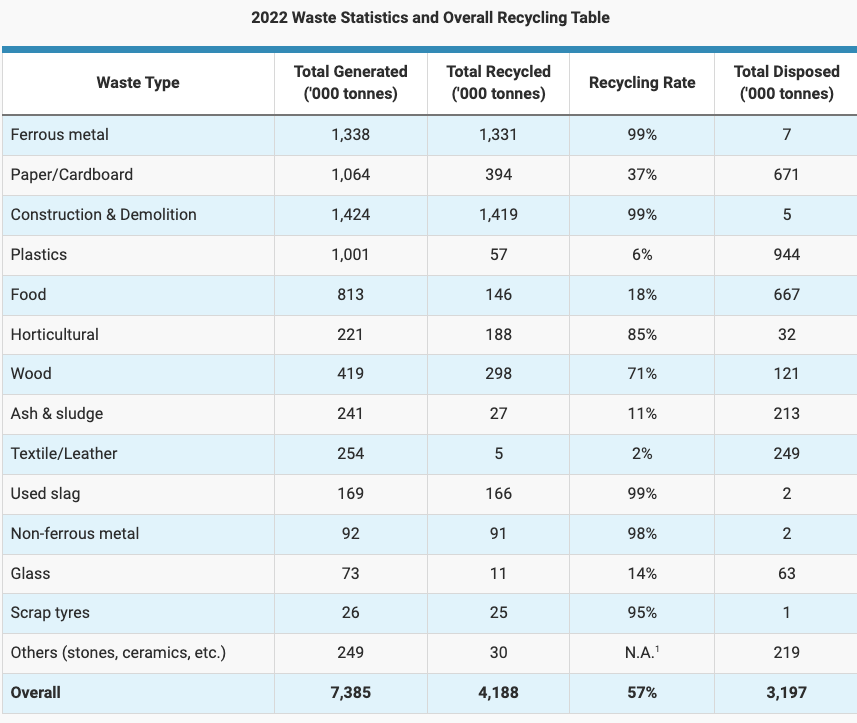 2022 Waste Statistics and Overall Recycling Table
Waste Type Total Generated ('000 tonnes) Total Recycled ('000 tonnes) Recycling Rate Total Disposed ('000 tonnes)
Ferrous metal 1,338 1,331 99% 7
Paper/Cardboard 1,064 394 37% 671
Construction & Demolition 1,424 1,419 99% 5
Plastics 1,001 57 6% 944
Food 813 146 18% 667
Horticultural 221 188 85% 32
Wood 419 298 71% 121
Ash & sludge 241 27 11% 213
Textile/Leather 254 5 2% 249
Used slag 169 166 99% 2
Non-ferrous metal 92 91 98% 2
Glass 73 11 14% 63
Scrap tyres 26 25 95% 1
Others (stones, ceramics, etc.) 249 30 N.A.¹ 219
Overall 7,385 4,188 57% 3,197